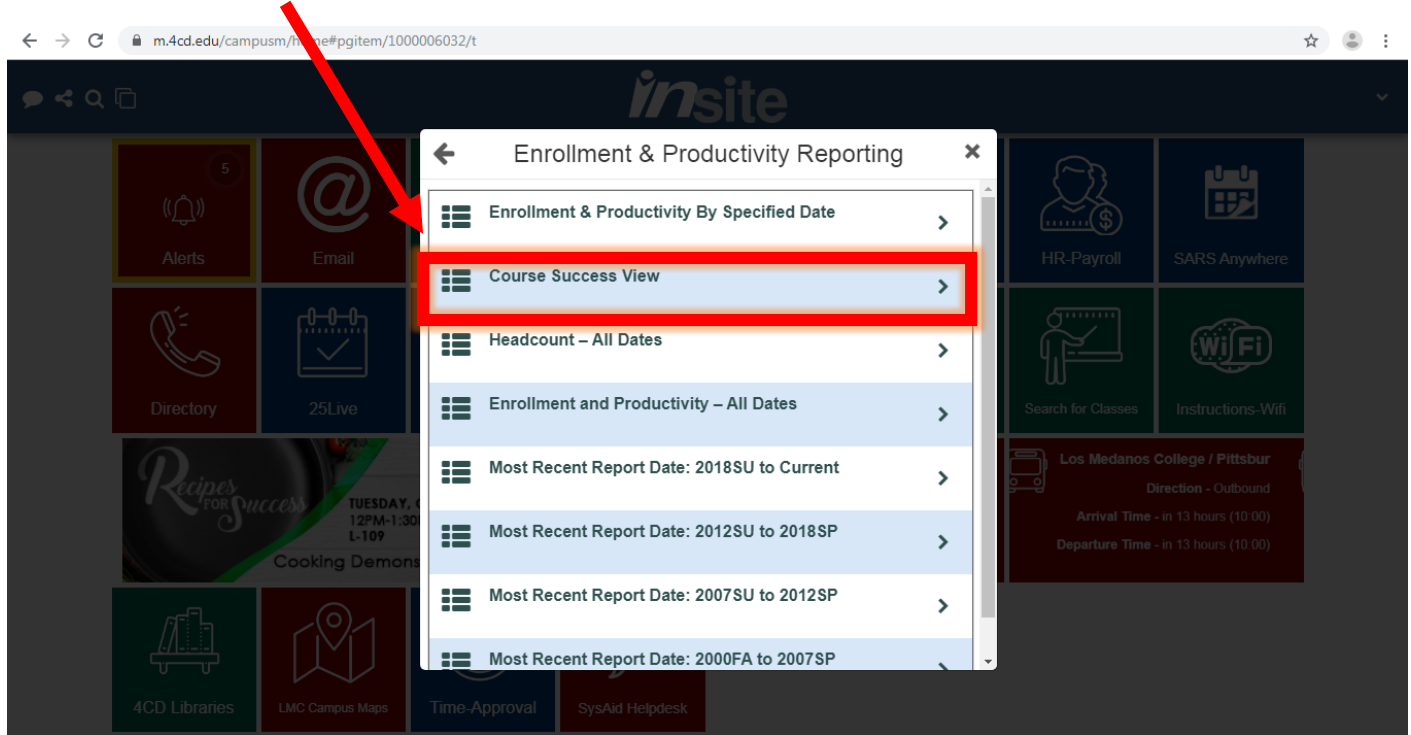 m.4cd.edu/campusm/home#pgitem/1000006032/t
insite
Enrollment & Productivity Reporting
Enrollment & Productivity By Specified Date
Course Success View
Headcount – All Dates
Enrollment and Productivity – All Dates
Most Recent Report Date: 2018SU to Current
Most Recent Report Date: 2012SU to 2018SP
Most Recent Report Date: 2007SU to 2012SP
Most Recent Report Date: 2000FA to 2007SP
5
Alerts
Email
HR-Payroll
SARS Anywhere
Directory
25Live
Search for Classes
WiFi
Instructions-Wifi
Recipes
FOR Success
TUESDAY,
12PM-1:30
L-109
Cooking Demons
Los Medanos College / Pittsbur
Direction - Outbound
Arrival Time - in 13 hours (10:00)
Departure Time - in 13 hours (10:00)
4CD Libraries
LMC Campus Maps
Time-Approval
SysAid Helpdesk